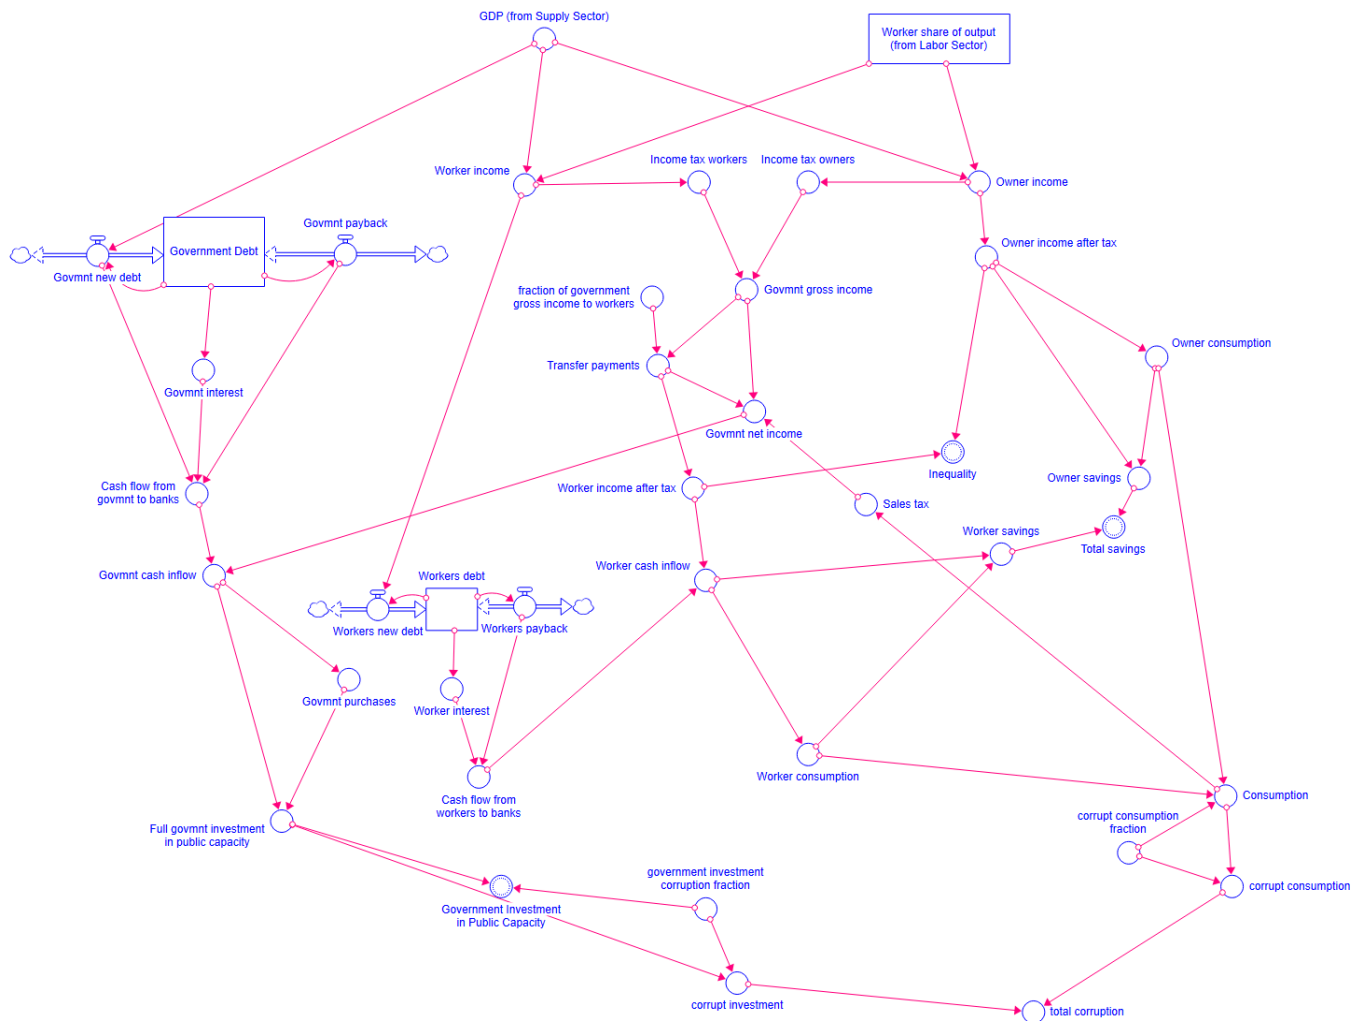 GDP (from Supply Sector)
Worker share of output
(from Labor Sector)
Income tax workers
Income tax owners
Worker income
Owner income
Govmnt payback
Government Debt
Owner income after tax
Govmnt new debt
fraction of government
gross income to workers
Govmnt gross income
Owner consumption
Transfer payments
Govmnt interest
Govmnt net income
Inequality
Owner savings
Cash flow from
govmnt to banks
Worker income after tax
Sales tax
Worker savings
Total savings
Worker cash inflow
Govmnt cash inflow
Workers debt
Workers new debt
Workers payback
Govmnt purchases
Worker interest
Worker consumption
Consumption
Cash flow from
workers to banks
corrupt consumption
fraction
Full govmnt investment
in public capacity
government investment
corruption fraction
corrupt consumption
Government Investment
in Public Capacity
corrupt investment
total corruption